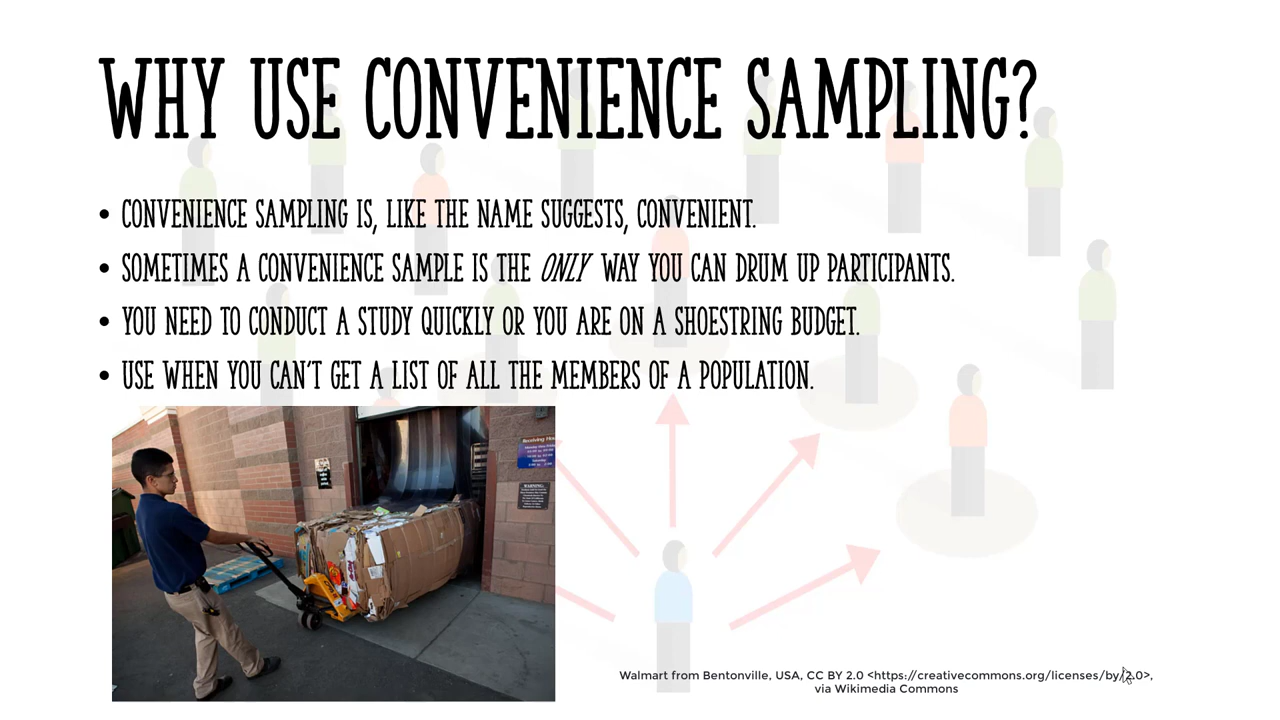 WHY USE CONVENIENCE SAMPLING?
• CONVENIENCE SAMPLING IS, LIKE THE NAME SUGGESTS, CONVENIENT.
• SOMETIMES A CONVENIENCE SAMPLE IS THE ONLY WAY YOU CAN DRUM UP PARTICIPANTS.
• YOU NEED TO CONDUCT A STUDY QUICKLY OR YOU ARE ON A SHOESTRING BUDGET.
• USE WHEN YOU CAN'T GET A LIST OF ALL THE MEMBERS OF A POPULATION.
Receiving
WARNING:
Walmart from Bentonville, USA, CC BY 2.0 <https://creativecommons.org/licenses/by/2.0>,
via Wikimedia Commons